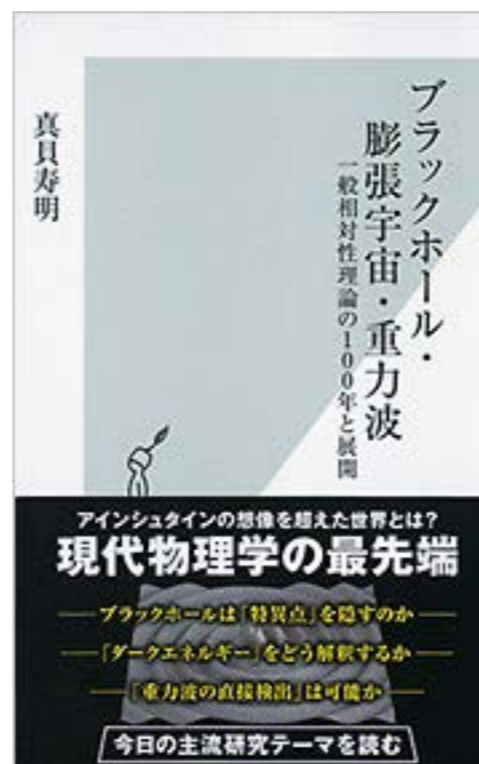 ブラックホール・
膨張宇宙・重力波
一般相対性理論の100年と展開
真貝寿明
アインシュタインの想像を超えた世界とは?
現代物理学の最先端
ブラックホールは「特異点」を隠すのか
「ダークエネルギー」をどう解釈するか
「重力波の直接検出」は可能か
今日の主流研究テーマを読む